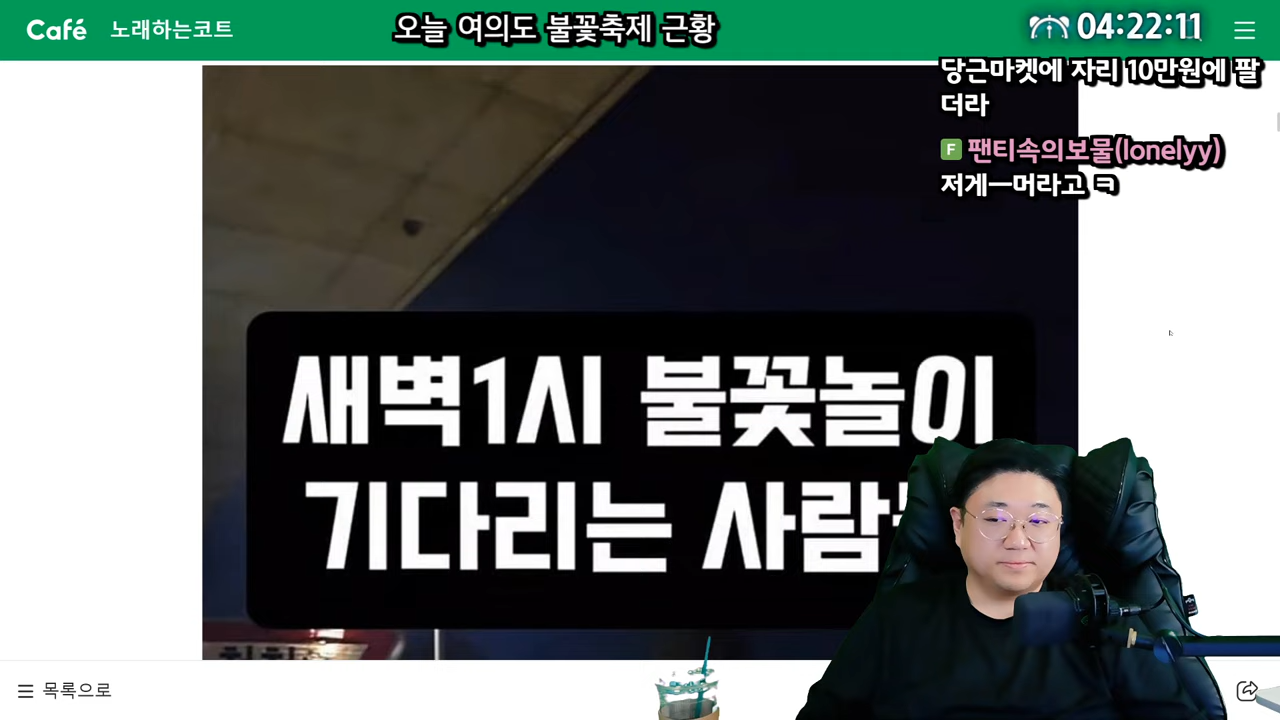 Café 노래하는코트
오늘 여의도 불꽃축제 근황
04:22:11
당근마켓에 자리 10만원에 팔
더라
F 팬티속의보물(lonelyy)
저게ㅡ머라고 ㅋ
새벽1시 불꽃놀이
기다리는 사람
목록으로